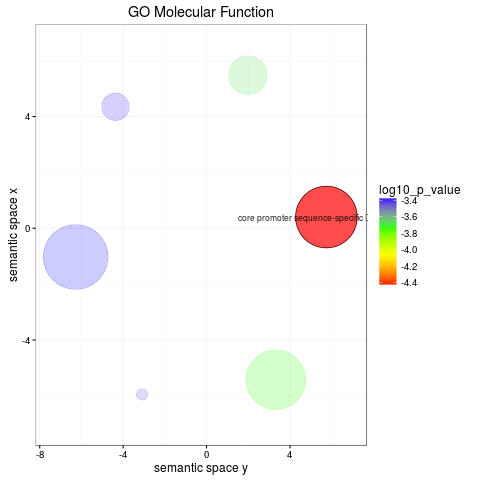 GO Molecular Function
semantic space x
4
0
-4
core promoter sequence-specific
-8
-4
0
4
semantic space y
log10_p_value
-3.4
-3.6
-3.8
-4.0
-4.2
-4.4